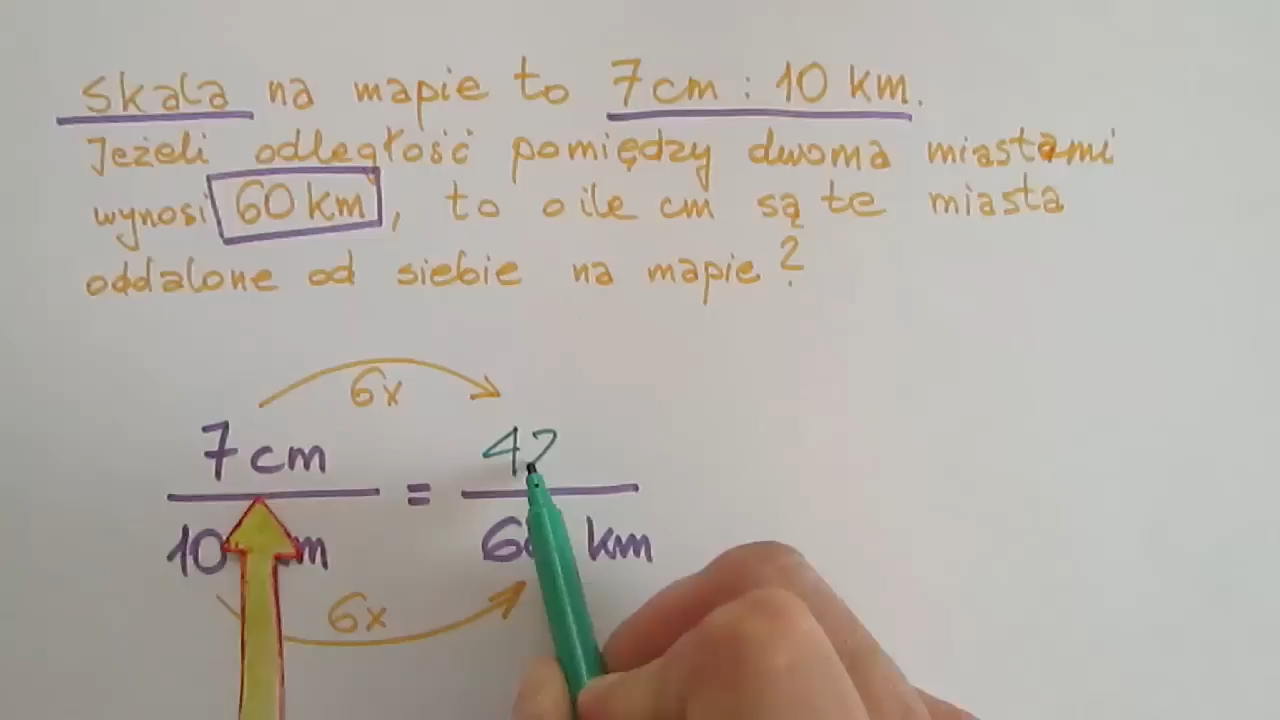 Skala na mapie to 7cm : 10 km.
Jeżeli odległość pomiędzy dwoma miastami
wynosi 60 km, to o ile cm są te miasta
oddalone od siebie na mapie?
6x
7 cm = 42
10 km
6x